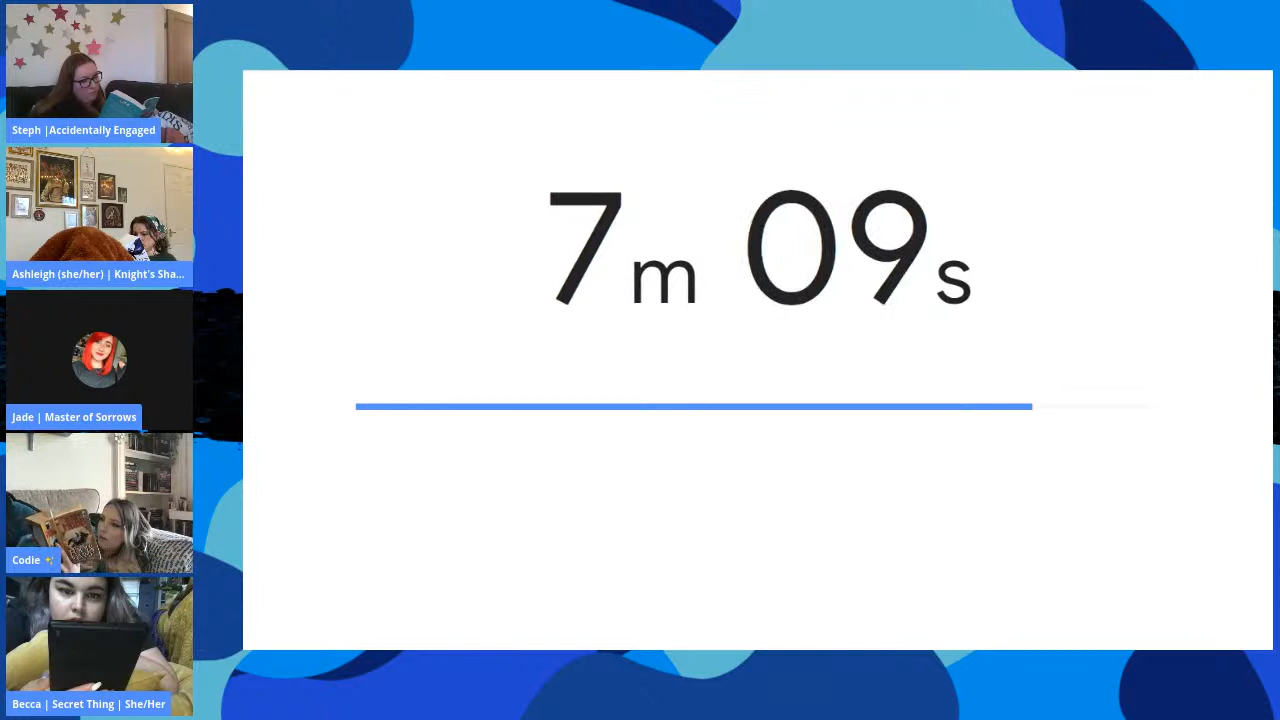 Steph |Accidentally Engaged
Ashleigh (she/her) | Knight's Sha...
Jade | Master of Sorrows
Codie ✨
Becca | Secret Thing | She/Her
7m 09s